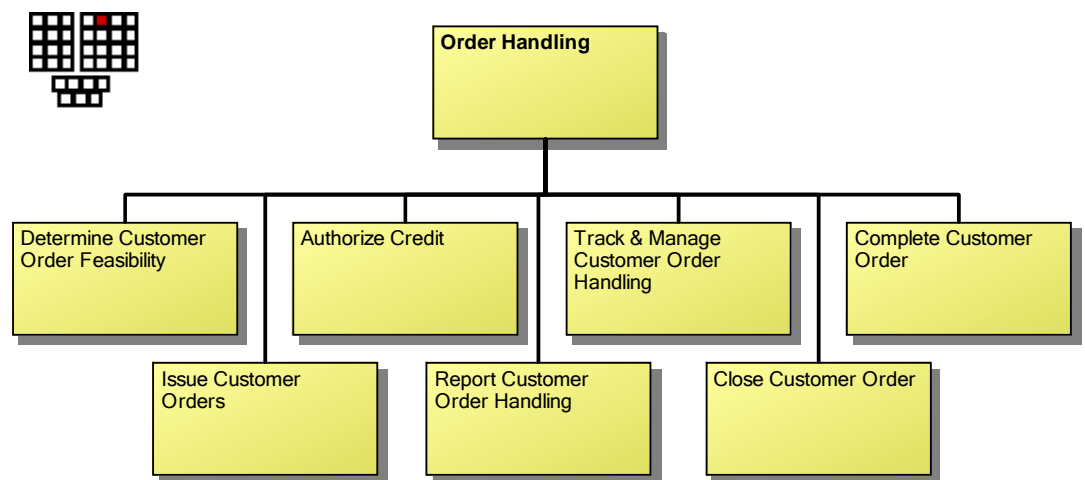 Order Handling
Determine Customer
Order Feasibility
Authorize Credit
Track & Manage
Customer Order
Handling
Complete Customer
Order
Issue Customer
Orders
Report Customer
Order Handling
Close Customer Order